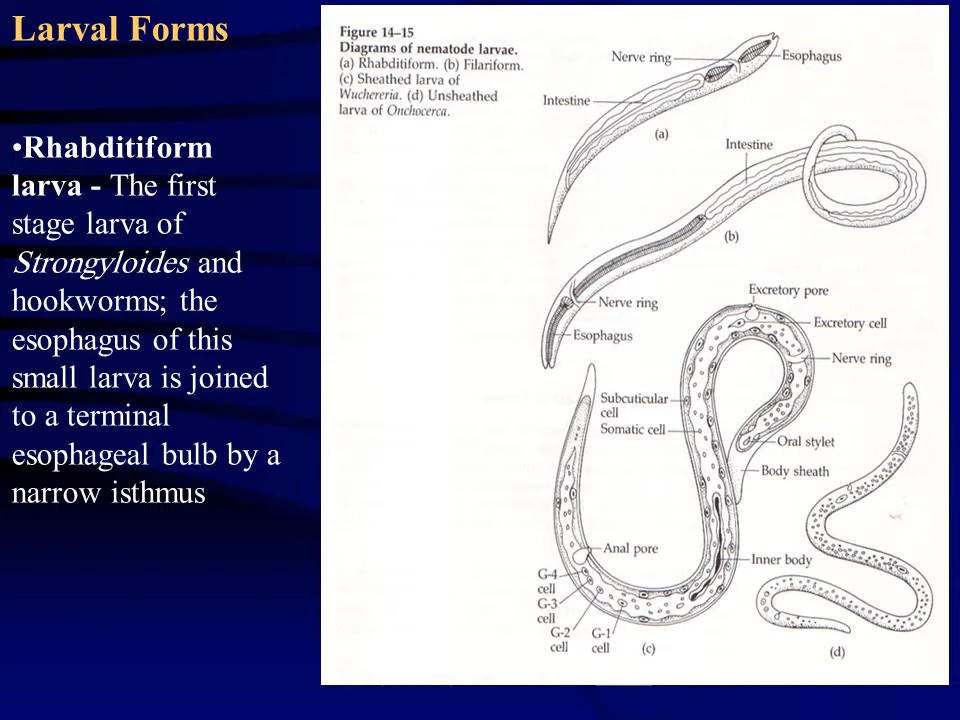 Larval Forms
•Rhabditiform
larva - The first
stage larva of
Strongyloides and
hookworms; the
esophagus of this
small larva is joined
to a terminal
esophageal bulb by a
narrow isthmus
Figure 14–15
Diagrams of nematode larvae.
(a) Rhabditiform. (b) Filariform.
(c) Sheathed larva of
Wuchereria. (d) Unsheathed
larva of Onchocerca.
Nerve ring
Esophagus
Intestine
(a)
Intestine
(b)
Nerve ring
Esophagus
Excretory pore
Excretory cell
Nerve ring
Subcuticular
cell
Somatic cell
Oral stylet
Body sheath
Anal pore
Inner body
G-4
cell
G-3
cell
G-2
cell
G-1
cell
(c)
(d)